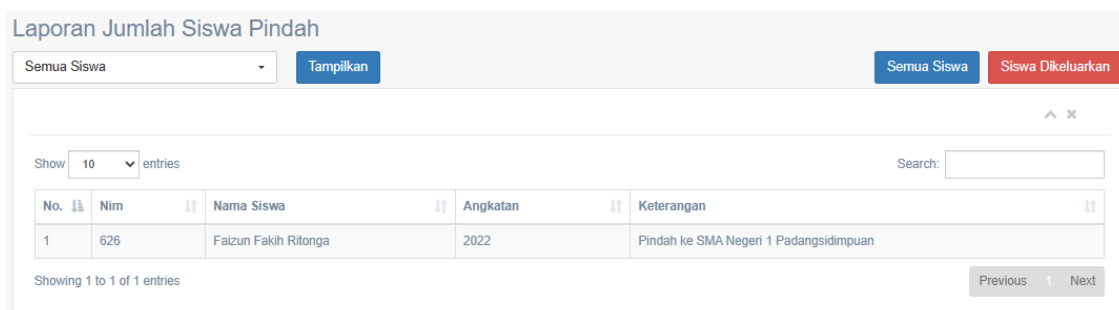 Laporan Jumlah Siswa Pindah
Semua Siswa Tampilkan Semua Siswa Siswa Dikeluarkan
Show 10 entries Search:
No. Nim Nama Siswa Angkatan Keterangan
1 626 Faizun Fakih Ritonga 2022 Pindah ke SMA Negeri 1 Padangsidimpuan
Showing 1 to 1 of 1 entries Previous 1 Next